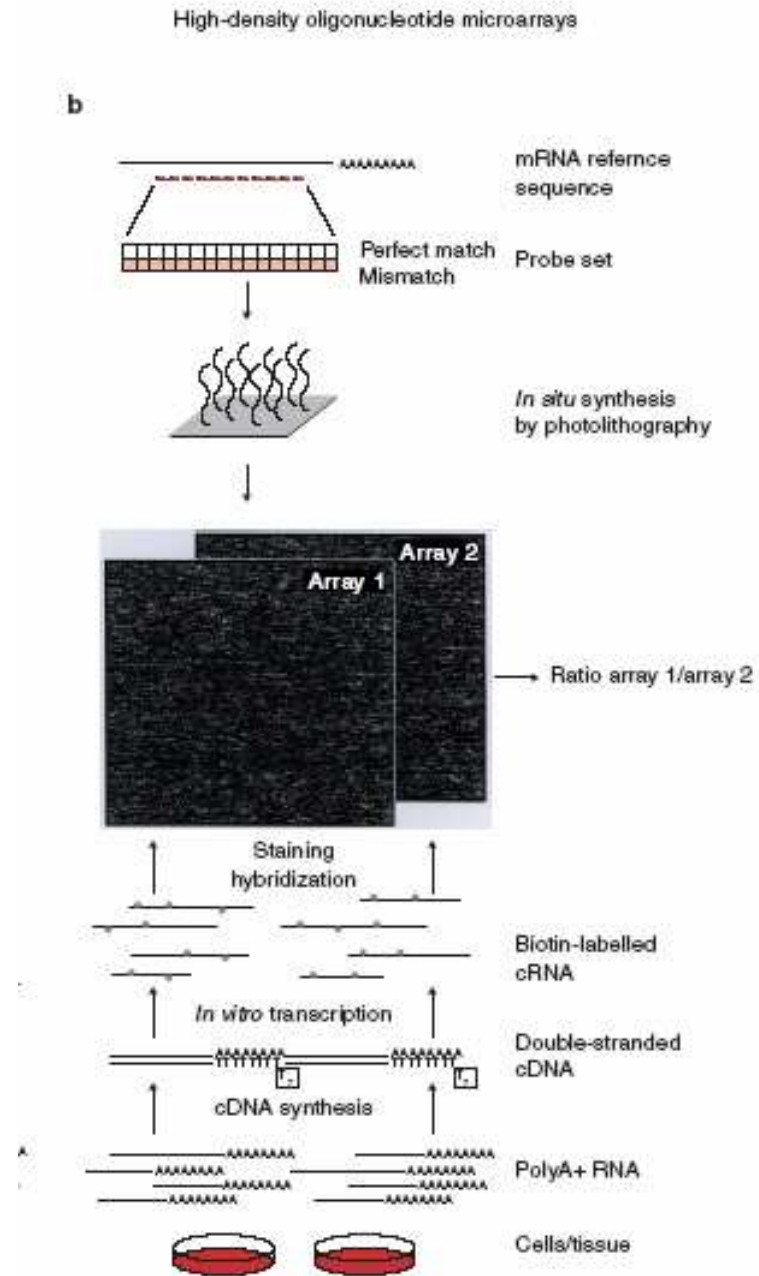 High-density oligonucleotide microarrays
b
AAAAAAAAA
mRNA refernce
sequence
Perfect match
Mismatch
Probe set
In situ synthesis
by photolithography
Array 2
Array 1
Ratio array 1/array 2
Staining
hybridization
Biotin-labelled
cRNA
In vitro transcription
Double-stranded
cDNA
cDNA synthesis
PolyA+ RNA
Cells/tissue